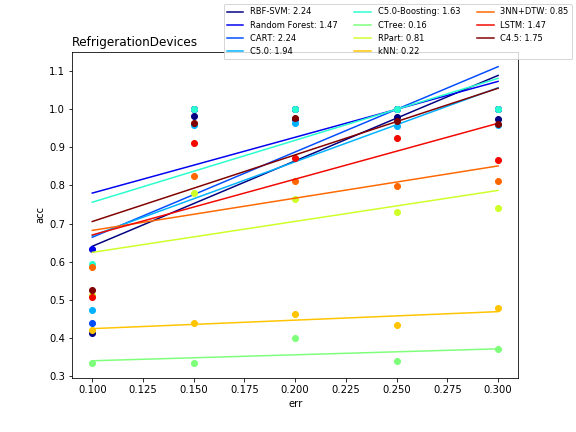 RBF-SVM: 2.24
Random Forest: 1.47
CART: 2.24
C5.0: 1.94
C5.0-Boosting: 1.63
CTree: 0.16
RPart: 0.81
kNN: 0.22
3NN+DTW: 0.85
LSTM: 1.47
C4.5: 1.75
RefrigerationDevices
1.1
1.0
0.9
0.8
0.7
0.6
0.5
0.4
0.3
acc
0.100 0.125 0.150 0.175 0.200 0.225 0.250 0.275 0.300
err